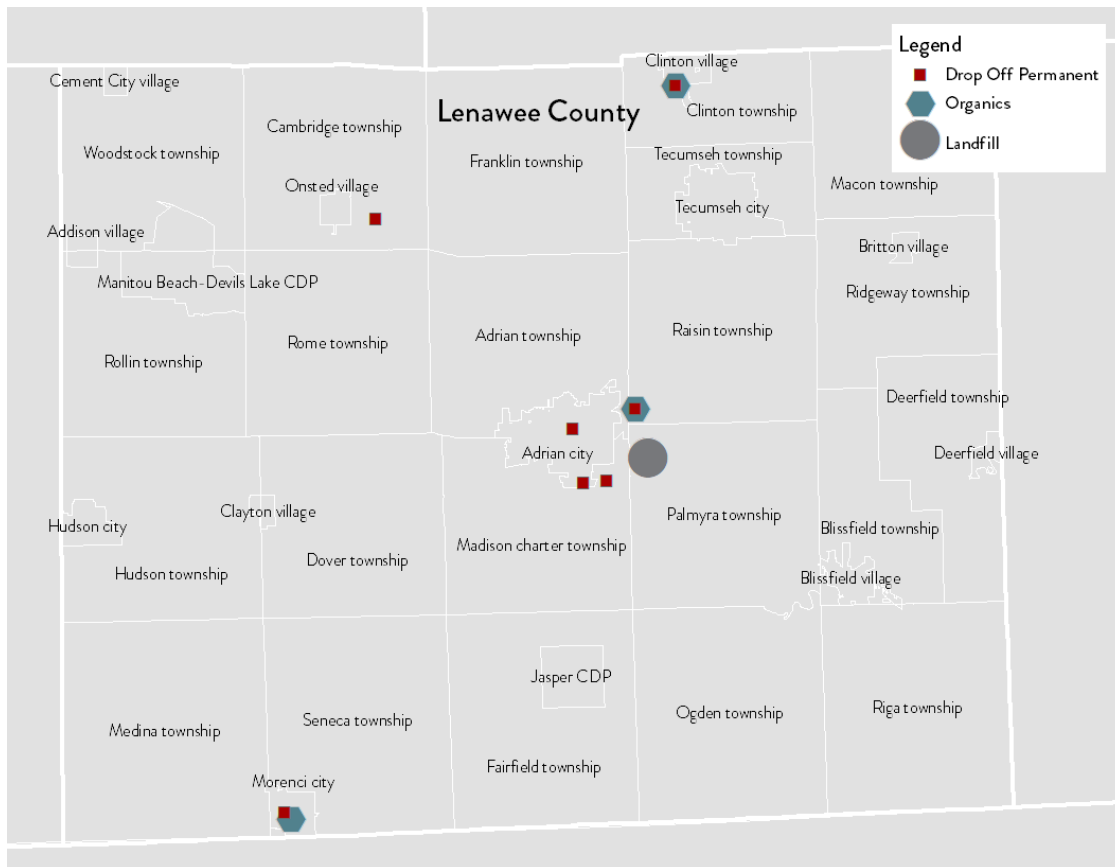 Legend
Drop Off Permanent
Organics
Landfill
Lenawee County
Clinton village
Cement City village
Clinton township
Cambridge township
Woodstock township
Franklin township
Tecumseh township
Onsted village
Macon township
Tecumseh city
Addison village
Britton village
Manitou Beach-Devils Lake CDP
Ridgeway township
Rome township
Adrian township
Raisin township
Rollin township
Deerfield township
Adrian city
Deerfield village
Clayton village
Palmyra township
Hudson city
Blissfield township
Madison charter township
Dover township
Hudson township
Blissfield village
Jasper CDP
Riga township
Ogden township
Seneca township
Medina township
Fairfield township
Morenci city